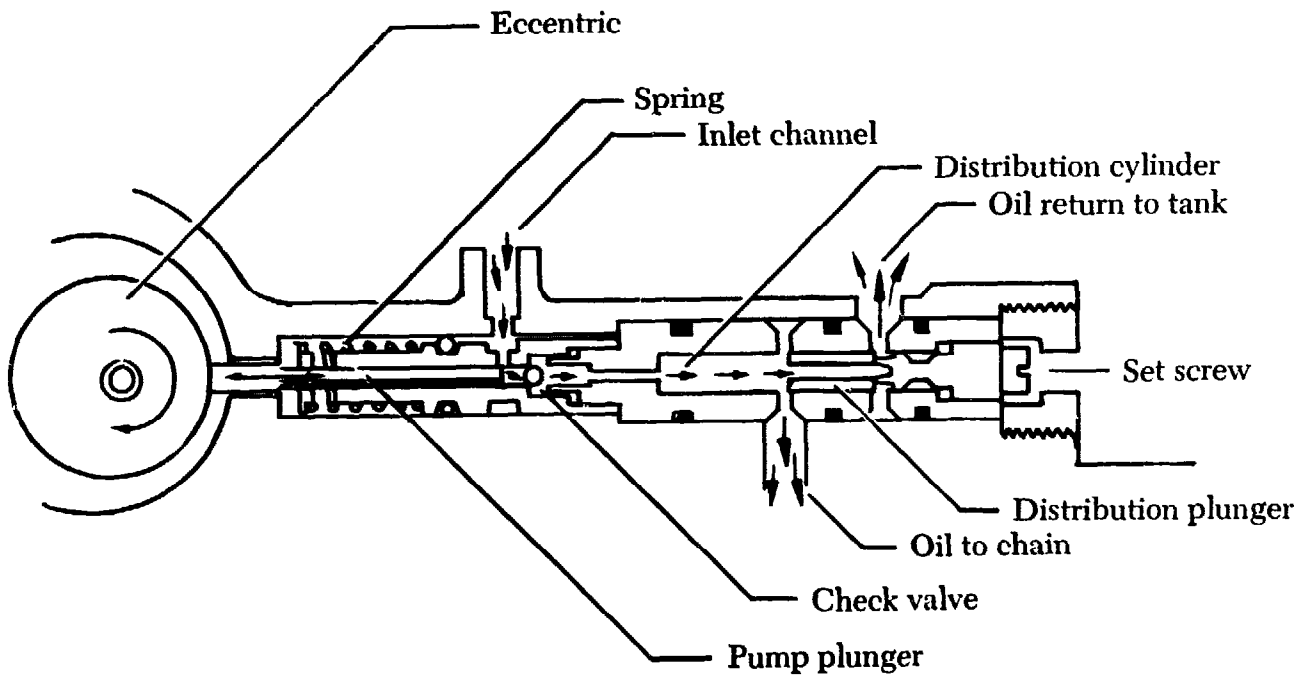 Eccentric
Spring
Inlet channel
Distribution cylinder
Oil return to tank
Set screw
Distribution plunger
Oil to chain
Check valve
Pump plunger